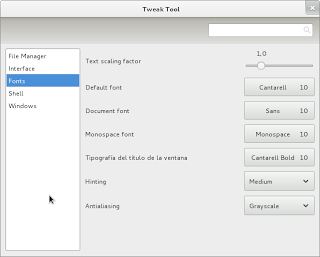 Tweak Tool
File Manager
Interface
Fonts
Shell
Windows
Text scaling factor
1,0
Default font
Cantarell 10
Document font
Sans 10
Monospace font
Monospace 10
Tipografía del título de la ventana
Cantarell Bold 10
Hinting
Medium
Antialiasing
Grayscale